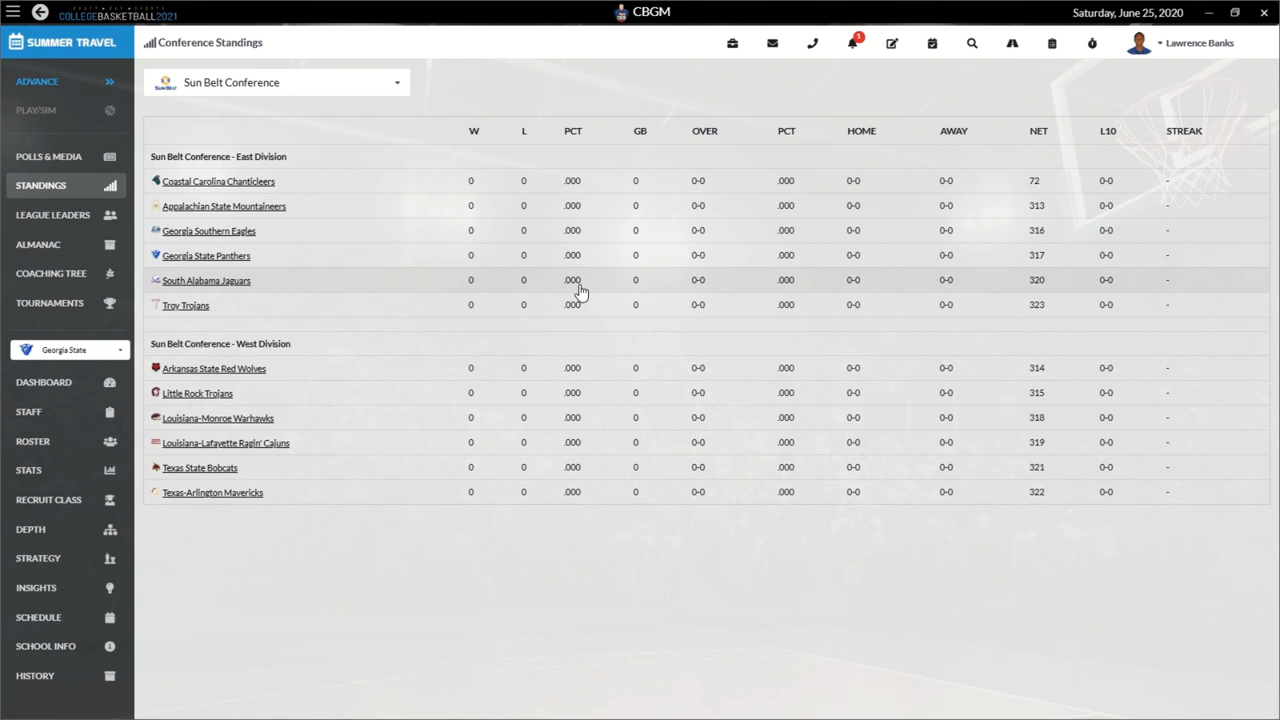 DRAFT DAY SPORTS
COLLEGEBASKETBALL2021
CBGM
Saturday, June 25, 2020
SUMMER TRAVEL
Conference Standings
1
Lawrence Banks
ADVANCE
PLAY/SIM
POLLS & MEDIA
STANDINGS
LEAGUE LEADERS
ALMANAC
COACHING TREE
TOURNAMENTS
Georgia State
DASHBOARD
STAFF
ROSTER
STATS
RECRUIT CLASS
DEPTH
STRATEGY
INSIGHTS
SCHEDULE
SCHOOL INFO
HISTORY
SUN BELT Sun Belt Conference
W L PCT GB OVER PCT HOME AWAY NET L10 STREAK
Sun Belt Conference - East Division
Coastal Carolina Chanticleers 0 0 .000 0 0-0 .000 0-0 0-0 72 0-0 -
Appalachian State Mountaineers 0 0 .000 0 0-0 .000 0-0 0-0 313 0-0 -
Georgia Southern Eagles 0 0 .000 0 0-0 .000 0-0 0-0 316 0-0 -
Georgia State Panthers 0 0 .000 0 0-0 .000 0-0 0-0 317 0-0 -
South Alabama Jaguars 0 0 .000 0 0-0 .000 0-0 0-0 320 0-0 -
Troy Trojans 0 0 .000 0 0-0 .000 0-0 0-0 323 0-0 -
Sun Belt Conference - West Division
Arkansas State Red Wolves 0 0 .000 0 0-0 .000 0-0 0-0 314 0-0 -
Little Rock Trojans 0 0 .000 0 0-0 .000 0-0 0-0 315 0-0 -
Louisiana-Monroe Warhawks 0 0 .000 0 0-0 .000 0-0 0-0 318 0-0 -
Louisiana-Lafayette Ragin' Cajuns 0 0 .000 0 0-0 .000 0-0 0-0 319 0-0 -
Texas State Bobcats 0 0 .000 0 0-0 .000 0-0 0-0 321 0-0 -
Texas-Arlington Mavericks 0 0 .000 0 0-0 .000 0-0 0-0 322 0-0 -